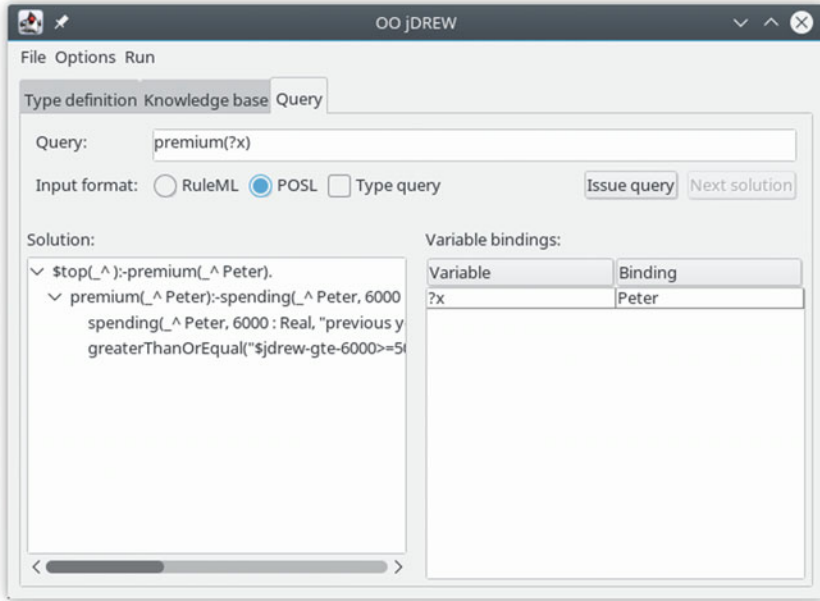 OO jDREW
File Options Run
Type definition Knowledge base Query
Query: premium(?x)
Input format: RuleML POSL Type query Issue query Next solution
Solution:
$top(_^ ):-premium(_^ Peter).
premium(_^ Peter):-spending(_^ Peter, 6000
spending(_^ Peter, 6000 : Real, "previous y
greaterThanOrEqual("$jdrew-gte-6000>=50
Variable bindings:
Variable Binding
?x Peter